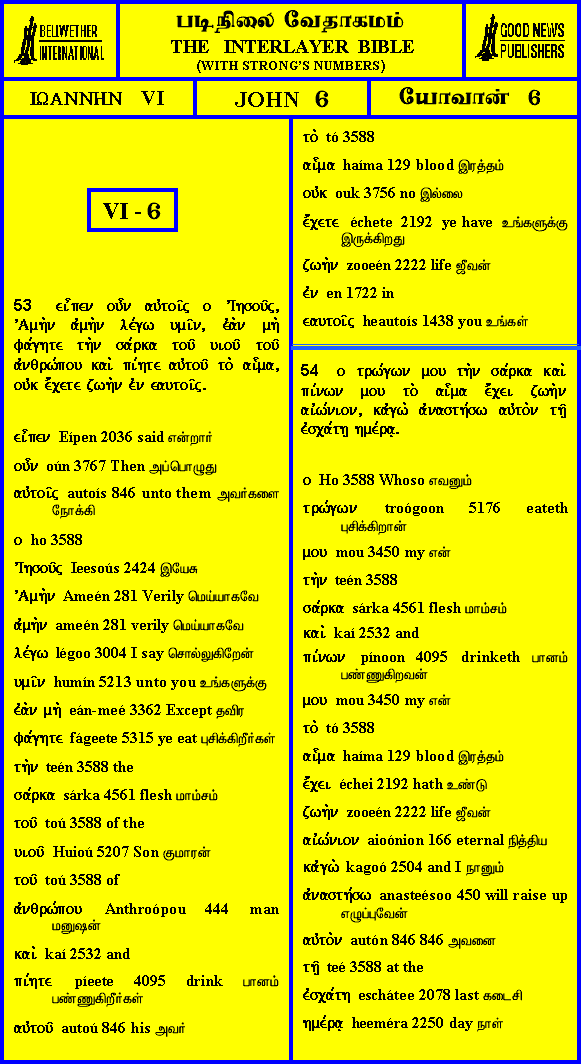 BELLWETHER INTERNATIONAL
படிநிலை வேதாகமம்
THE INTERLAYER BIBLE
(WITH STRONG'S NUMBERS)
GOOD NEWS PUBLISHERS
ΙΩΑΝΝΗΝ VI
JOHN 6
யோவான் 6
VI - 6
53 εἶπεν οὖν αὐτοῖς ο Ἰησοῦς,
Ἀμὴν ἀμὴν λέγω υμῖν, ἐὰν μὴ
φάγητε τὴν σάρκα τοῦ υιοῦ τοῦ
ἀνθρώπου καὶ πίητε αὐτοῦ τὸ αἷμα,
οὐκ ἔχετε ζωὴν ἐν εαυτοῖς.
εἶπεν Eípen 2036 said என்றார்
οὖν oún 3767 Then அப்பொழுது
αὐτοῖς autoís 846 unto them அவர்களை
நோக்கி
ο ho 3588
Ἰησοῦς Ieesoús 2424 இயேசு
Ἀμὴν Ameén 281 Verily மெய்யாகவே
ἀμὴν ameén 281 verily மெய்யாகவே
λέγω légoo 3004 I say சொல்லுகிறேன்
υμῖν humín 5213 unto you உங்களுக்கு
ἐὰν μὴ eán-meé 3362 Except தவிர
φάγητε fágeete 5315 ye eat புசிக்கிறீர்கள்
τὴν teén 3588 the
σάρκα sárka 4561 flesh மாம்சம்
τοῦ toú 3588 of the
υιοῦ Huioú 5207 Son குமாரன்
τοῦ toú 3588 of
ἀνθρώπου Anthroópou 444 man
மனுஷன்
καὶ kaí 2532 and
πίητε píeete 4095 drink பானம்
பண்ணுகிறீர்கள்
αὐτοῦ autoú 846 his அவர்
τὸ tó 3588
αἷμα haíma 129 blood இரத்தம்
οὐκ ouk 3756 no இல்லை
ἔχετε échete 2192 ye have உங்களுக்கு
இருக்கிறது
ζωὴν zooeén 2222 life ஜீவன்
ἐν en 1722 in
εαυτοῖς heautoís 1438 you உங்கள்
54 ο τρώγων μου τὴν σάρκα καὶ
πίνων μου τὸ αἷμα ἔχει ζωὴν
αἰώνιον, κἀγὼ ἀναστήσω αὐτὸν τῇ
ἐσχάτῃ ημέρᾳ.
ο Ho 3588 Whoso எவனும்
τρώγων troógoon 5176 eateth
புசிக்கிறான்
μου mou 3450 my என்
τὴν teén 3588
σάρκα sárka 4561 flesh மாம்சம்
καὶ kaí 2532 and
πίνων pínoon 4095 drinketh பானம்
பண்ணுகிறவன்
μου mou 3450 my என்
τὸ tó 3588
αἷμα haíma 129 blood இரத்தம்
ἔχει échei 2192 hath உண்டு
ζωὴν zooeén 2222 life ஜீவன்
αἰώνιον aioónion 166 eternal நித்திய
κἀγὼ kagoó 2504 and I நானும்
ἀναστήσω anasteésoo 450 will raise up
எழுப்புவேன்
αὐτὸν autón 846 846 அவனை
τῇ teé 3588 at the
ἐσχάτη eschátee 2078 last கடைசி
ημέρᾳ heeméra 2250 day நாள்